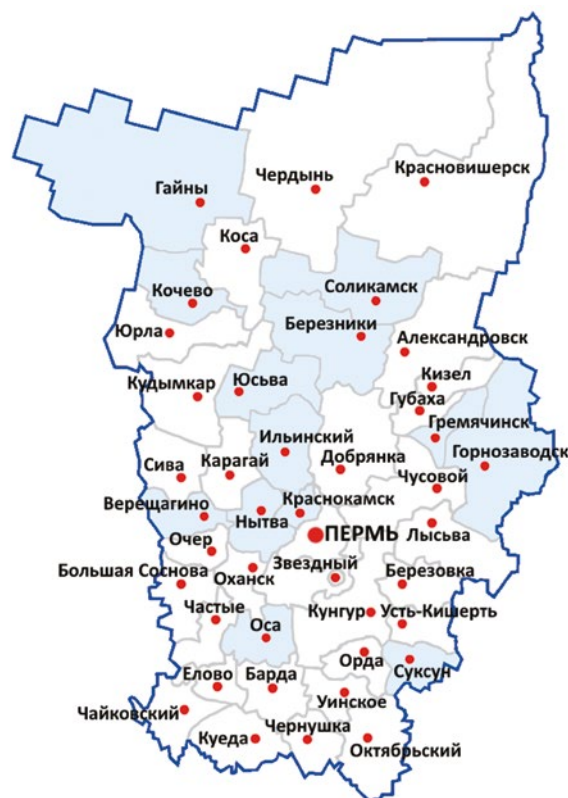 Красновишерск
Чердынь
Гайны
Коса
Соликамск
Кочево
Березники
Юрла
Александровск
Кизел
Кудымкар
Юсьва
Губаха
Гремячинск
Ильинский
Горнозаводск
Добрянка
Сива
Карагай
Чусовой
Краснокамск
Верещагино
Нытва
ПЕРМЬ
Лысьва
Очер
Звездный
Большая Соснова
Оханск
Березовка
Частые
Кунгур
Усть-Кишерть
Оса
Орда
Суксун
Елово
Барда
Уинское
Чайковский
Чернушка
Куеда
Октябрьский